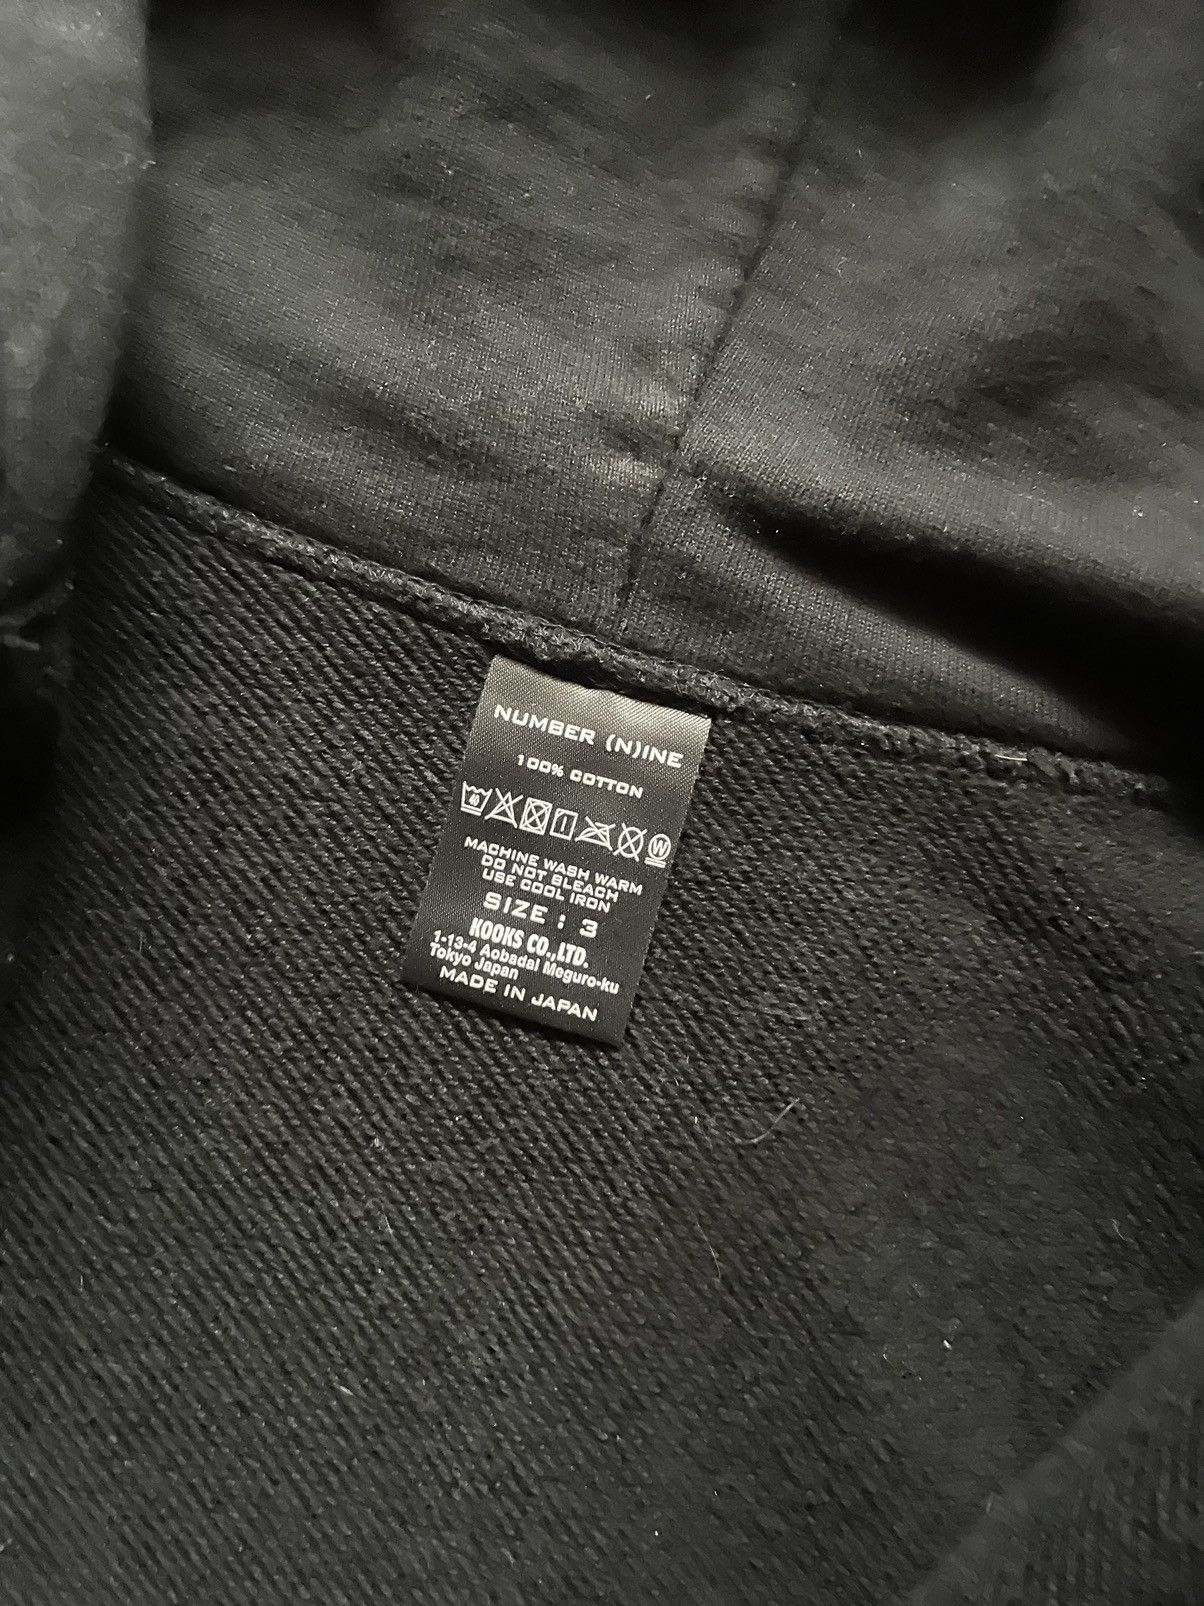 NUMBER (N)INE
100% COTTON
40 W
MACHINE WASH WARM
DO NOT BLEACH
USE COOL IRON
SIZE : 3
KOOKS CO.,LTD.
1-13-4 Aobadai Meguro-ku
Tokyo Japan
MADE IN JAPAN